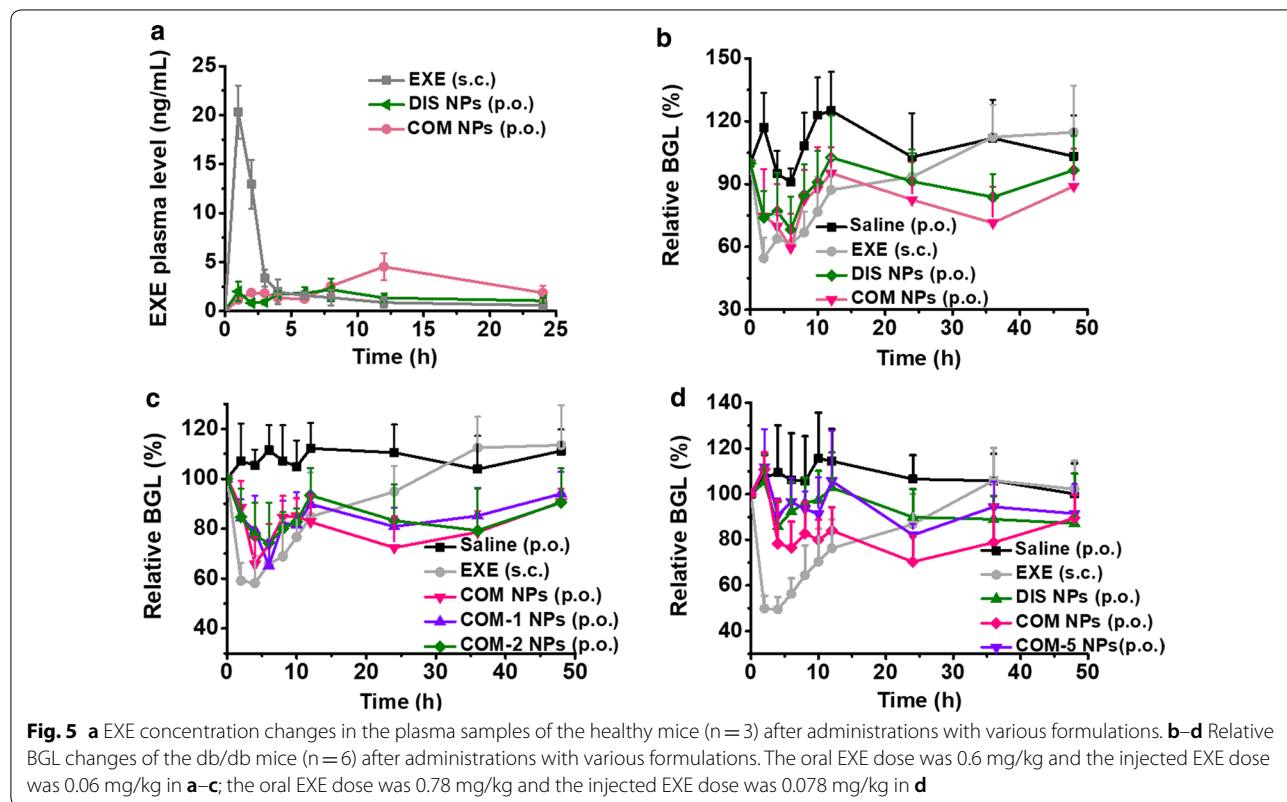 a
EXE plasma level (ng/mL)
25
20
15
10
5
0
EXE (s.c.)
DIS NPs (p.o.)
COM NPs (p.o.)
0 5 10 15 20 25
Time (h)
b
Relative BGL (%)
150
120
90
60
30
Saline (p.o.)
EXE (s.c.)
DIS NPs (p.o.)
COM NPs (p.o.)
0 10 20 30 40 50
Time (h)
c
Relative BGL (%)
120
100
80
60
40
Saline (p.o.)
EXE (s.c.)
COM NPs (p.o.)
COM-1 NPs (p.o.)
COM-2 NPs (p.o.)
0 10 20 30 40 50
Time (h)
d
Relative BGL (%)
140
120
100
80
60
40
Saline (p.o.)
EXE (s.c.)
DIS NPs (p.o.)
COM NPs (p.o.)
COM-5 NPs(p.o.)
0 10 20 30 40 50
Time (h)
Fig. 5 a EXE concentration changes in the plasma samples of the healthy mice (n = 3) after administrations with various formulations. b–d Relative
BGL changes of the db/db mice (n = 6) after administrations with various formulations. The oral EXE dose was 0.6 mg/kg and the injected EXE dose
was 0.06 mg/kg in a–c; the oral EXE dose was 0.78 mg/kg and the injected EXE dose was 0.078 mg/kg in d